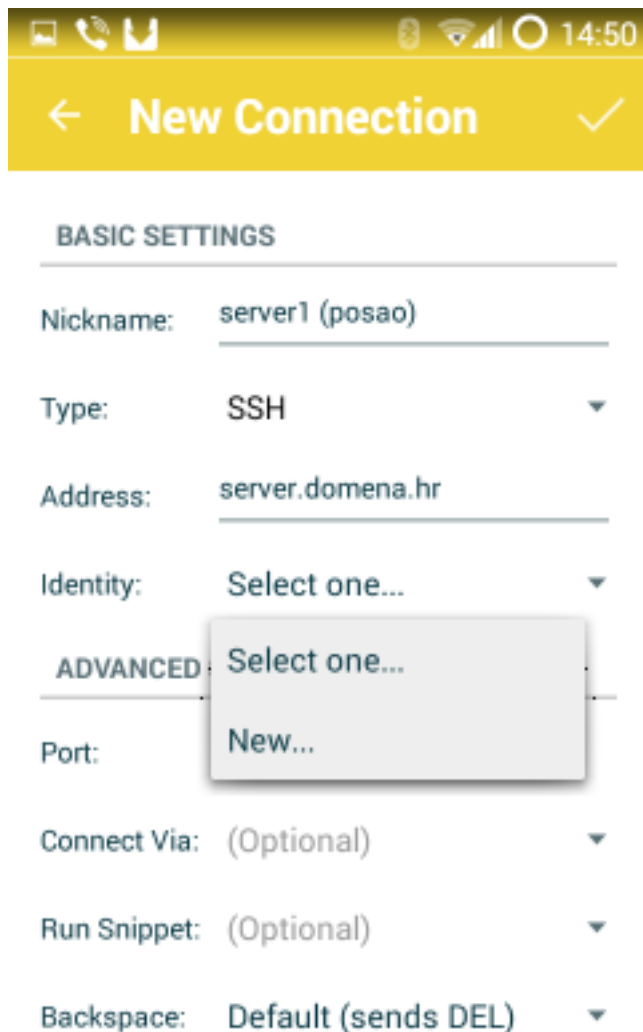 14:50
New Connection
BASIC SETTINGS
Nickname: server1 (posao)
Type: SSH
Address: server.domena.hr
Identity: Select one...
Select one...
ADVANCED
New...
Port:
Connect Via: (Optional)
Run Snippet: (Optional)
Backspace: Default (sends DEL)